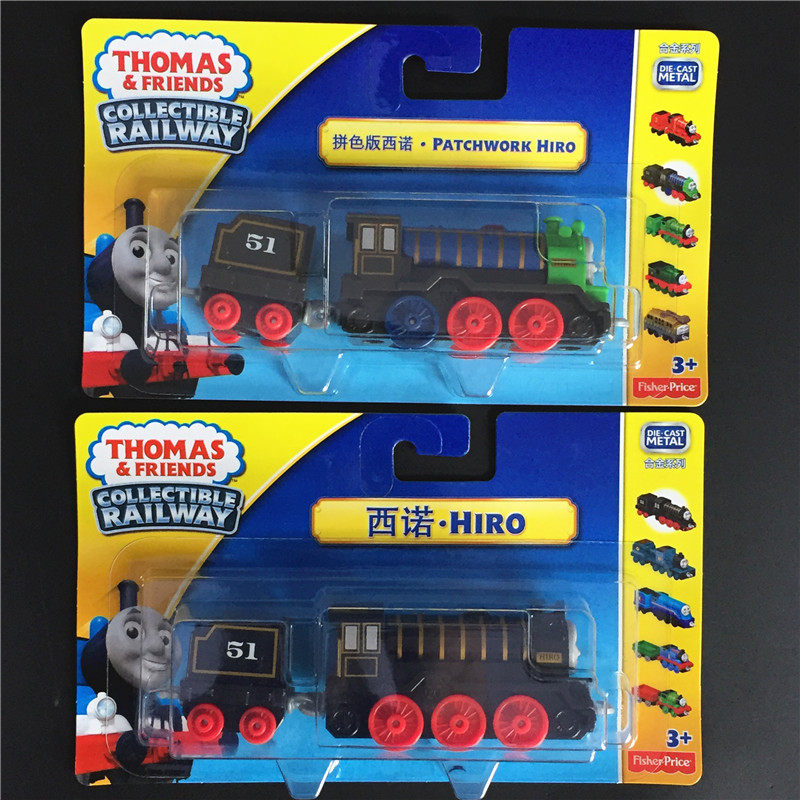 THOMAS
& FRIENDS
COLLECTIBLE
RAILWAY
拼色版西诺·PATCHWORK HIRO
合金系列
DIE-CAST
METAL
51
HIRO
3+
Fisher-Price
THOMAS
& FRIENDS
COLLECTIBLE
RAILWAY
西诺·HIRO
DIE-CAST
METAL
合金系列
51
HIRO
3+
Fisher-Price